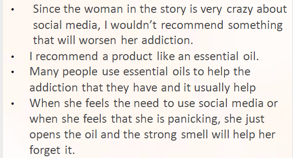 • Since the woman in the story is very crazy about
social media, I wouldn't recommend something
that will worsen her addiction.
• I recommend a product like an essential oil.
• Many people use essential oils to help the
addiction that they have and it usually help
• When she feels the need to use social media or
when she feels that she is panicking, she just
opens the oil and the strong smell will help her
forget it.